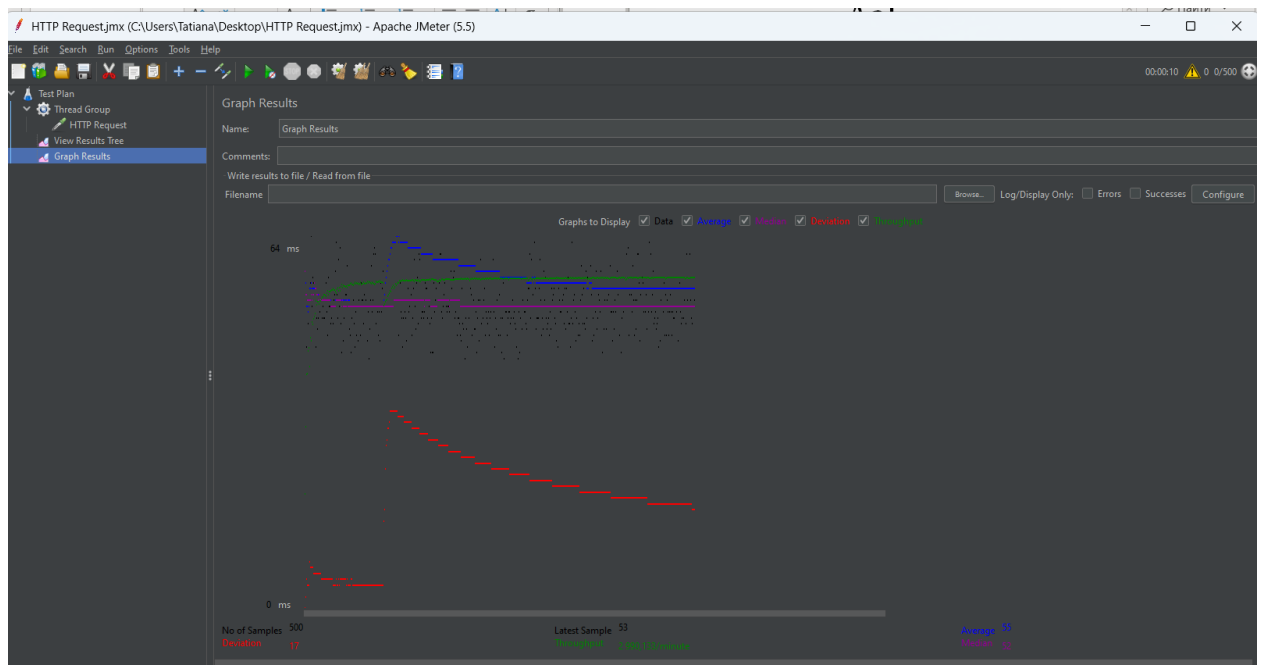 HTTP Request.jmx (C:\Users\Tatiana\Desktop\HTTP Request.jmx) - Apache JMeter (5.5)
File Edit Search Run Options Tools Help
00:00:10 0 0/500
Test Plan
Thread Group
HTTP Request
View Results Tree
Graph Results
Graph Results
Name: Graph Results
Comments:
Write results to file / Read from file
Filename Browse... Log/Display Only: Errors Successes Configure
Graphs to Display Data Average Median Deviation Throughput
64 ms
0 ms
No of Samples 500 Latest Sample 53 Average 55
Deviation 17 Throughput